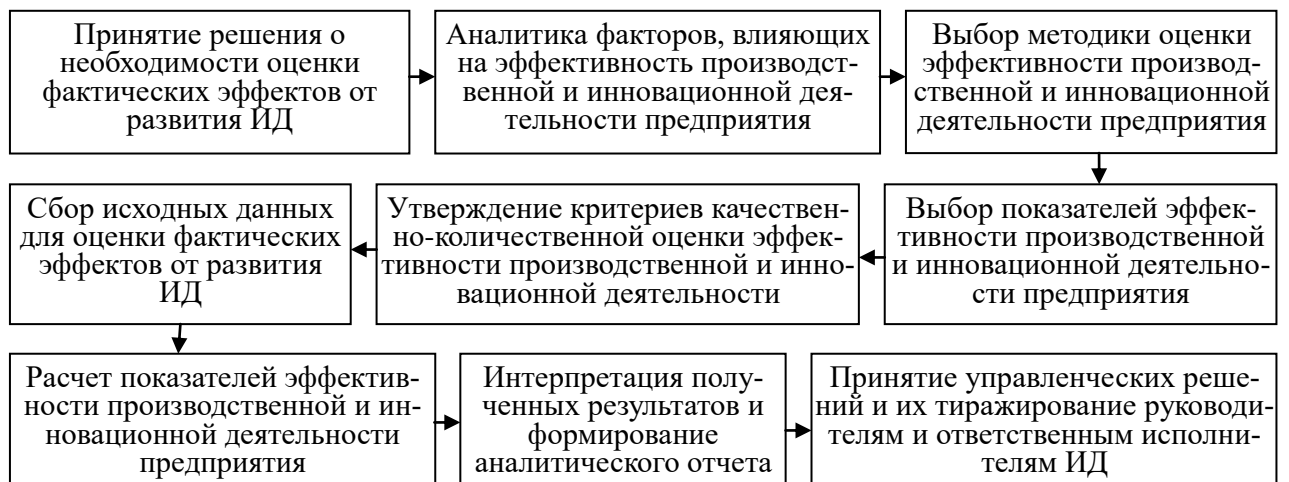 Принятие решения о
необходимости оценки
фактических эффектов от
развития ИД
Аналитика факторов, влияющих
на эффективность производст-
венной и инновационной дея-
тельности предприятия
Выбор методики оценки
эффективности производ-
ственной и инновационной
деятельности предприятия
Выбор показателей эффек-
тивности производственной
и инновационной деятельно-
сти предприятия
Утверждение критериев качествен-
но-количественной оценки эффек-
тивности производственной и инно-
вационной деятельности
Сбор исходных данных
для оценки фактических
эффектов от развития
ИД
Расчет показателей эффектив-
ности производственной и ин-
новационной деятельности
предприятия
Интерпретация полу-
ченных результатов и
формирование
аналитического отчета
Принятие управленческих реше-
ний и их тиражирование руководи-
телям и ответственным исполни-
телям ИД